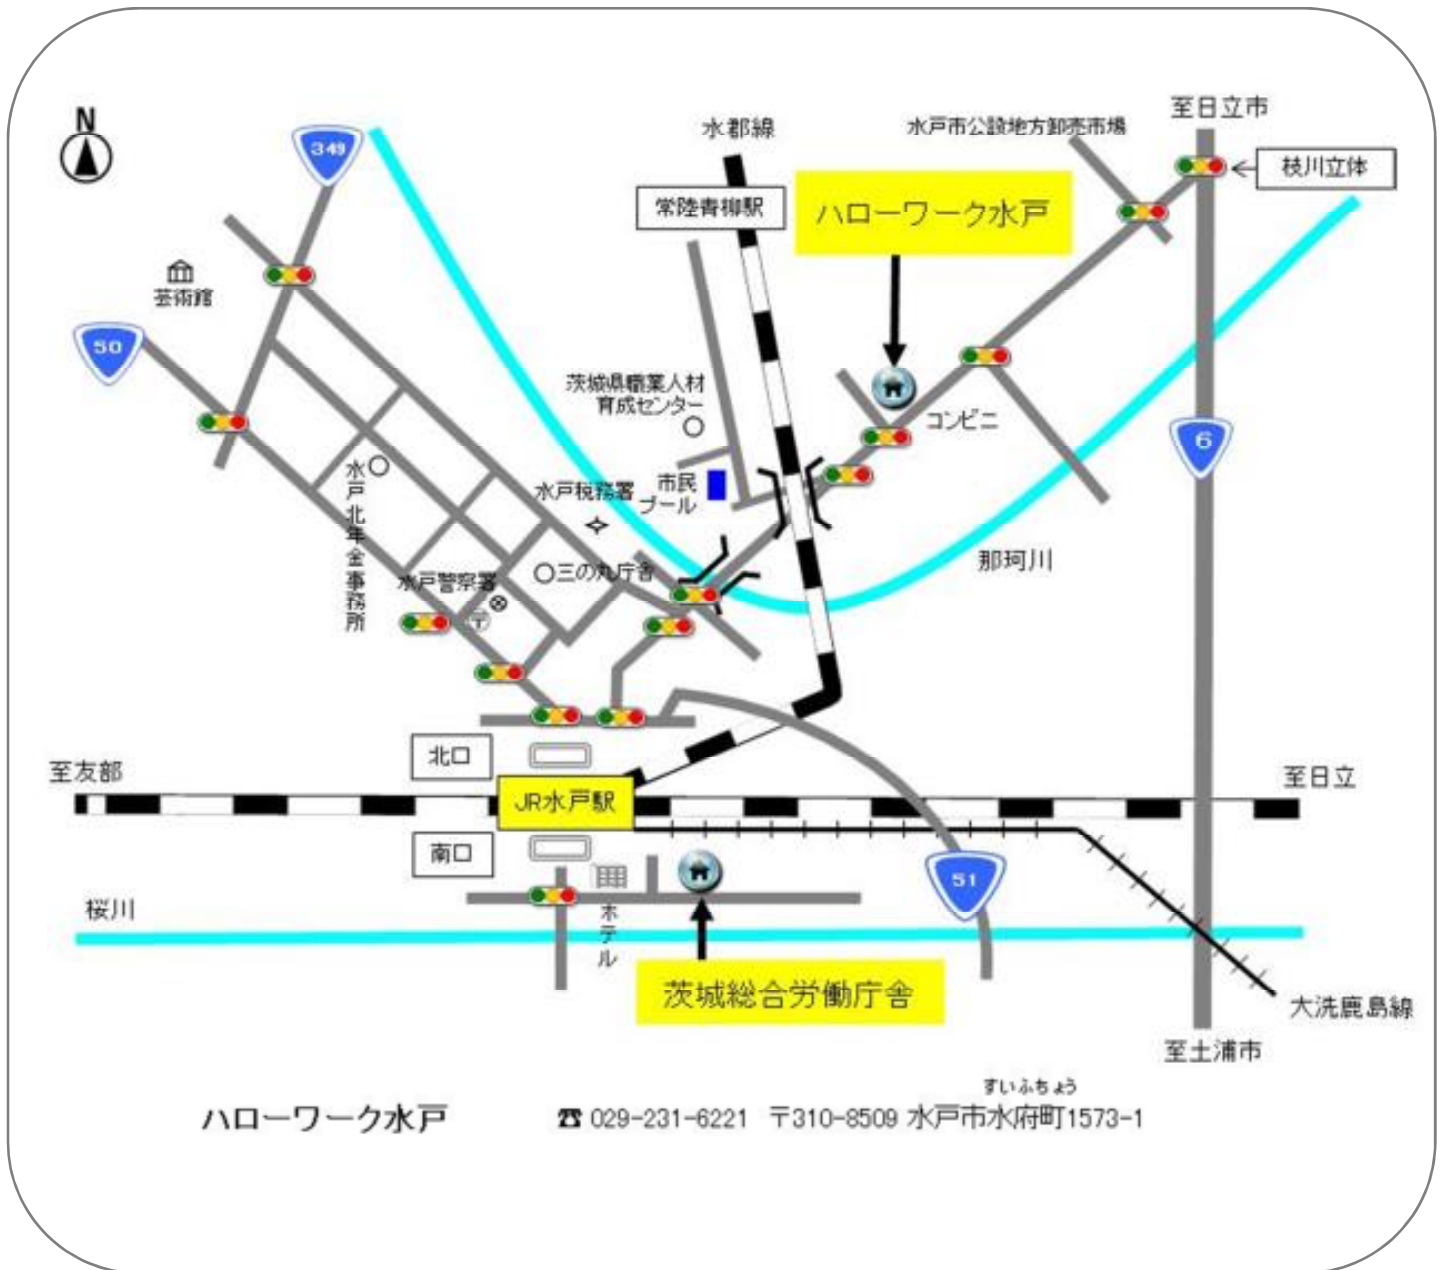 N
349
水郡線
水戸市公設地方卸売市場
至日立市
枝川立体
常陸青柳駅
ハローワーク水戸
芸術館
50
茨城県職業人材
育成センター
コンビニ
6
水戸北年金事務所
水戸税務署
市民
プール
那珂川
三の丸庁舎
水戸警察署
〒
北口
至友部
JR水戸駅
至日立
南口
51
桜川
ホテル
茨城総合労働庁舎
大洗鹿島線
至土浦市
すいふちょう
ハローワーク水戸 ☎ 029-231-6221 〒310-8509 水戸市水府町1573-1